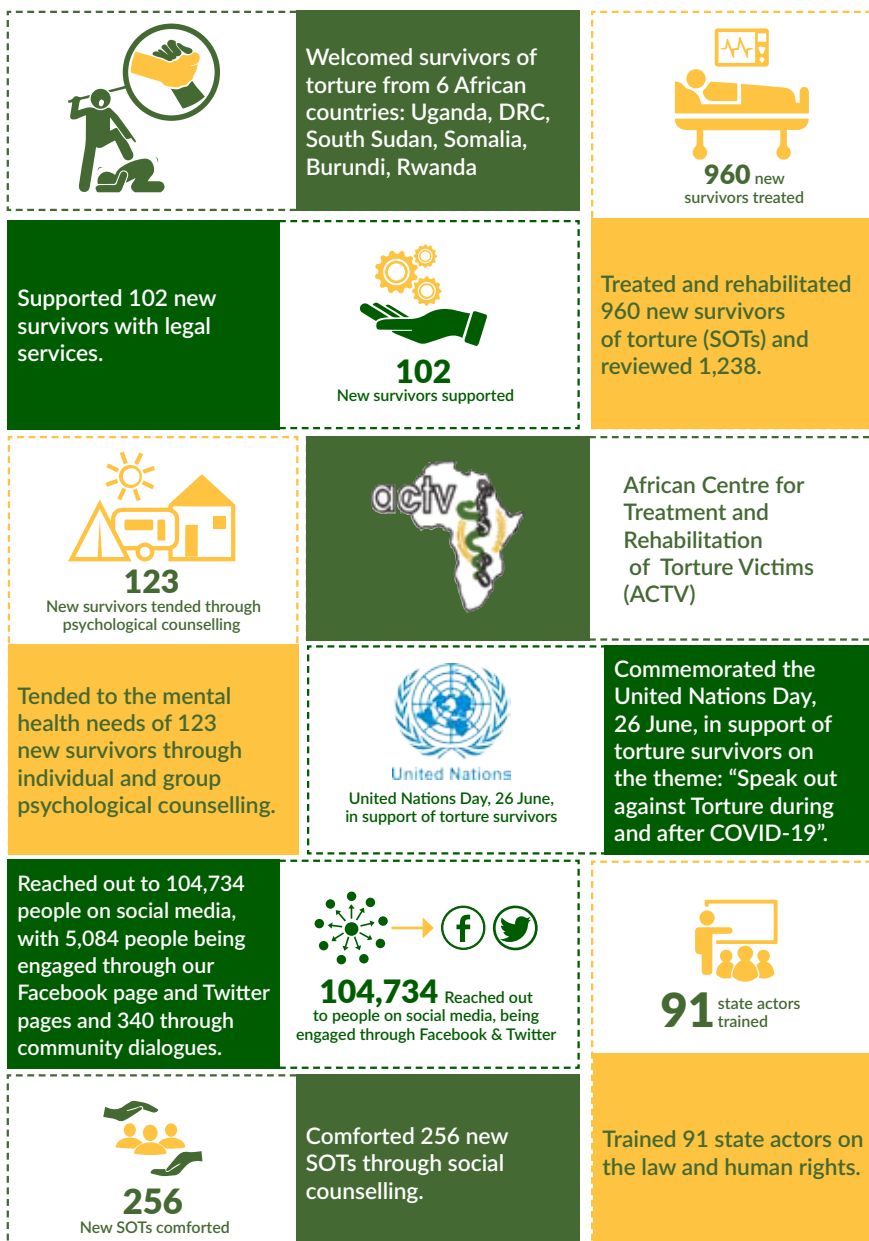 Welcomed survivors of
torture from 6 African
countries: Uganda, DRC,
South Sudan, Somalia,
Burundi, Rwanda
960 new
survivors treated
Supported 102 new
survivors with legal
services.
102
New survivors supported
Treated and rehabilitated
960 new survivors
of torture (SOTs) and
reviewed 1,238.
123
New survivors tended through
psychological counselling
actv
African Centre for
Treatment and
Rehabilitation
of Torture Victims
(ACTV)
Tended to the mental
health needs of 123
new survivors through
individual and group
psychological counselling.
United Nations
United Nations Day, 26 June,
in support of torture survivors
Commemorated the
United Nations Day,
26 June, in support of
torture survivors on
the theme: “Speak out
against Torture during
and after COVID-19”.
Reached out to 104,734
people on social media,
with 5,084 people being
engaged through our
Facebook page and Twitter
pages and 340 through
community dialogues.
104,734 Reached out
to people on social media, being
engaged through Facebook & Twitter
91 state actors
trained
256
New SOTs comforted
Comforted 256 new
SOTs through social
counselling.
Trained 91 state actors on
the law and human rights.